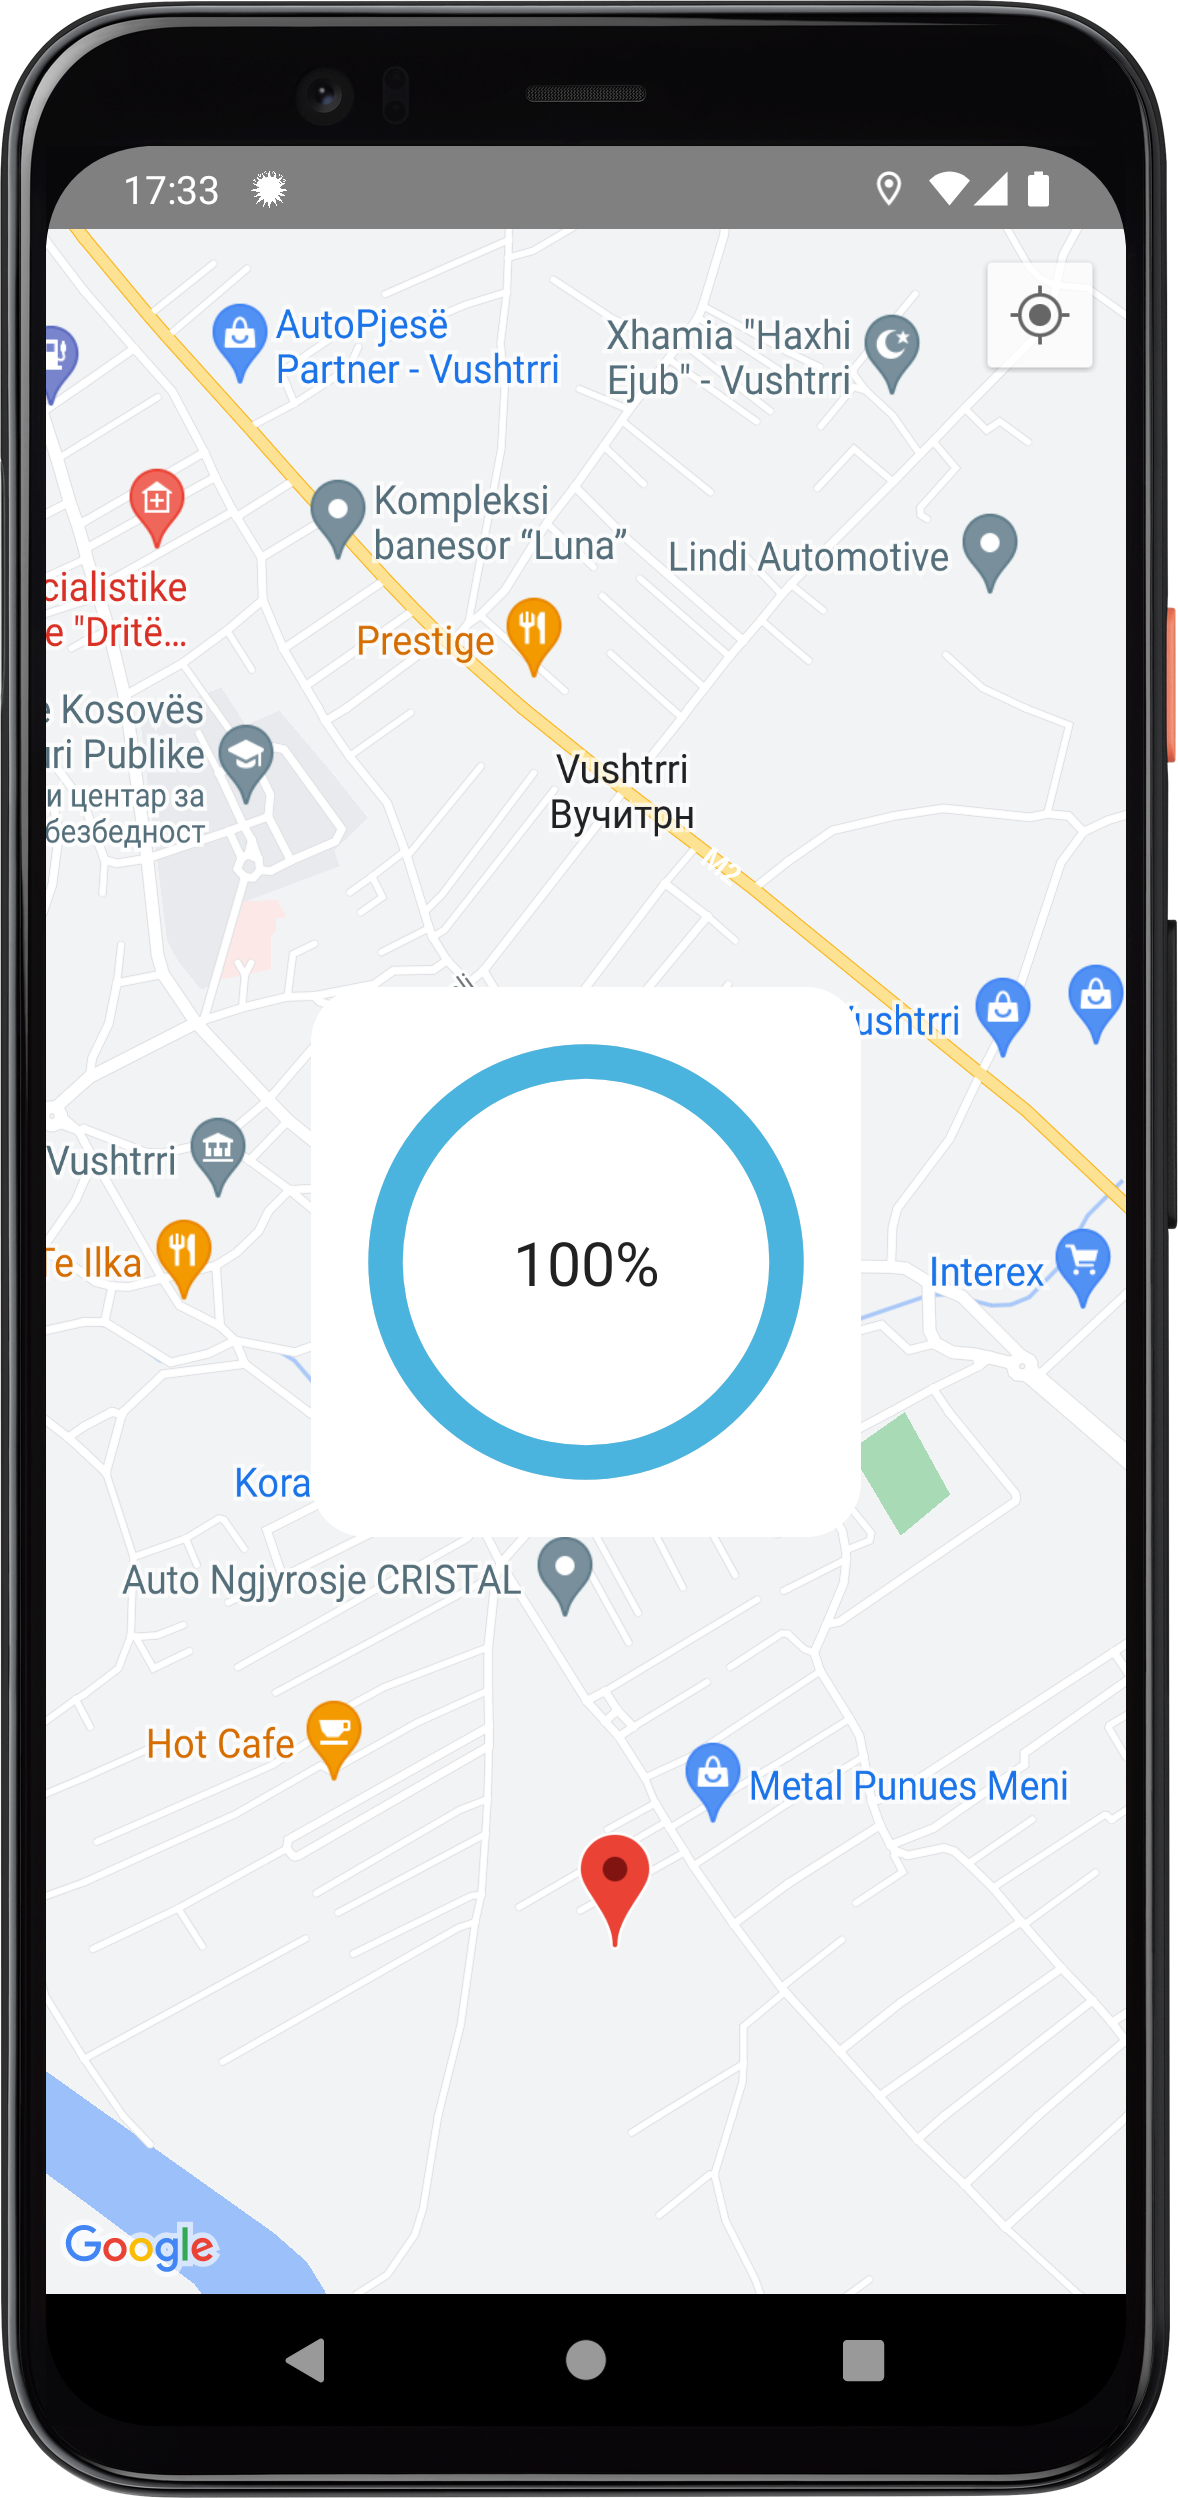 17:33
AutoPjesë
Partner - Vushtrri
Xhamia "Haxhi
Ejub" - Vushtrri
Kompleksi
banesor “Luna”
Lindi Automotive
cialistike
e "Dritë...
Prestige
e Kosovës
uri Publike
и центар за
безбедност
Vushtrri
Вучитрн
M2
Vushtrri
Vushtrri
100%
Te Ilka
Interex
Kora
Auto Ngjyrosje CRISTAL
Hot Cafe
Metal Punues Meni
Google